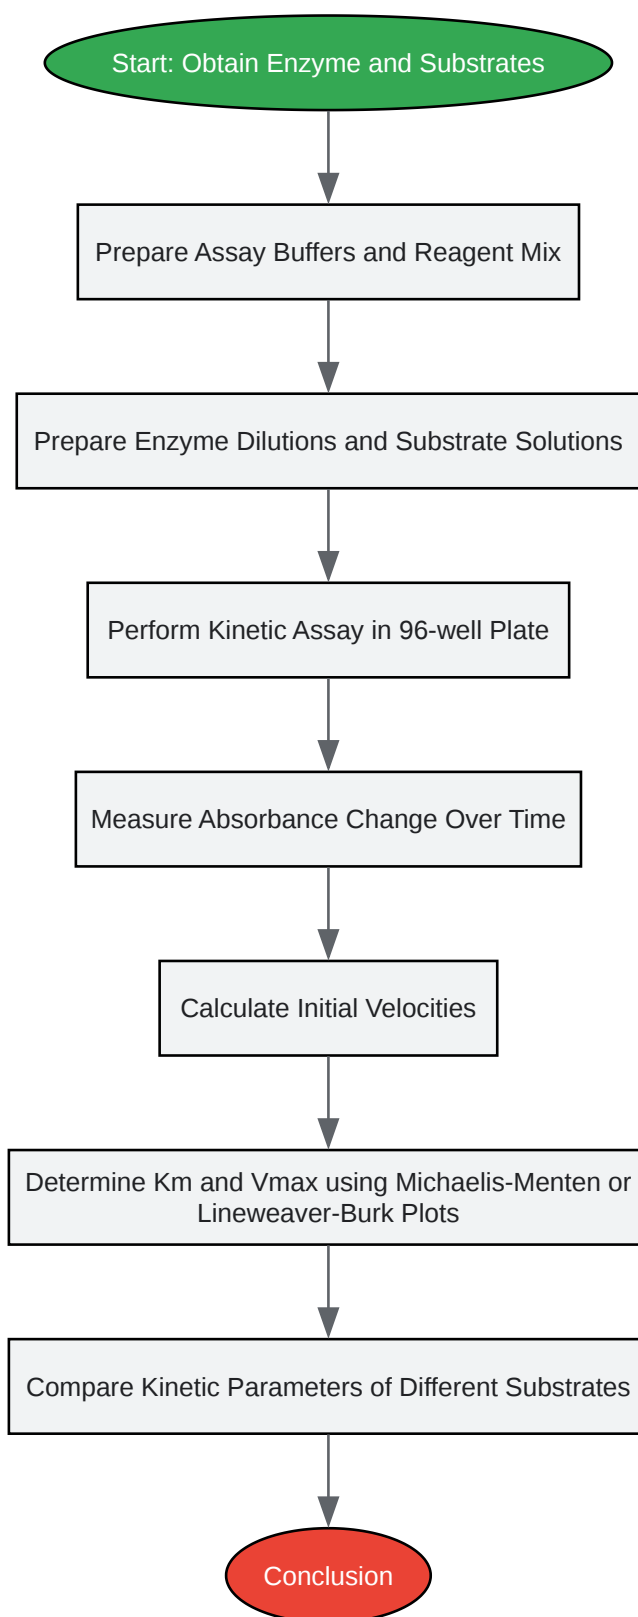 Start: Obtain Enzyme and Substrates
Prepare Assay Buffers and Reagent Mix
Prepare Enzyme Dilutions and Substrate Solutions
Perform Kinetic Assay in 96-well Plate
Measure Absorbance Change Over Time
Calculate Initial Velocities
Determine Km and Vmax using Michaelis-Menten or
Lineweaver-Burk Plots
Compare Kinetic Parameters of Different Substrates
Conclusion